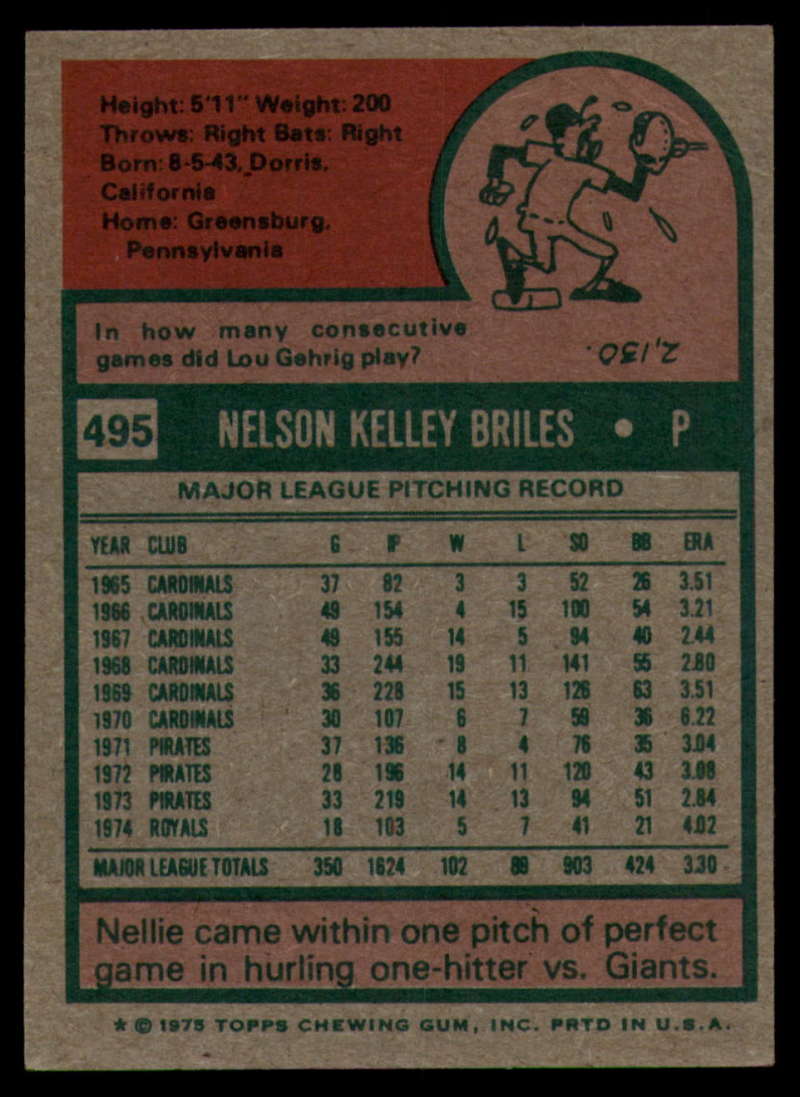 Height: 5'11" Weight: 200
Throws: Right Bats: Right
Born: 8-5-43, Dorris,
California
Home: Greensburg,
Pennsylvania
In how many consecutive
games did Lou Gehrig play?
2,130.
495 NELSON KELLEY BRILES • P
MAJOR LEAGUE PITCHING RECORD
YEAR CLUB G IP W L SO BB ERA
1965 CARDINALS 37 82 3 3 52 26 3.51
1966 CARDINALS 49 154 4 15 100 54 3.21
1967 CARDINALS 49 155 14 5 94 40 2.44
1968 CARDINALS 33 244 19 11 141 55 2.80
1969 CARDINALS 36 228 15 13 126 63 3.51
1970 CARDINALS 30 107 6 7 59 36 6.22
1971 PIRATES 37 136 8 4 76 35 3.04
1972 PIRATES 28 196 14 11 120 43 3.08
1973 PIRATES 33 219 14 13 94 51 2.84
1974 ROYALS 18 103 5 7 41 21 4.02
MAJOR LEAGUE TOTALS 350 1624 102 89 903 424 3.30
Nellie came within one pitch of perfect
game in hurling one-hitter vs. Giants.
* © 1975 TOPPS CHEWING GUM, INC. PRTD IN U.S.A.